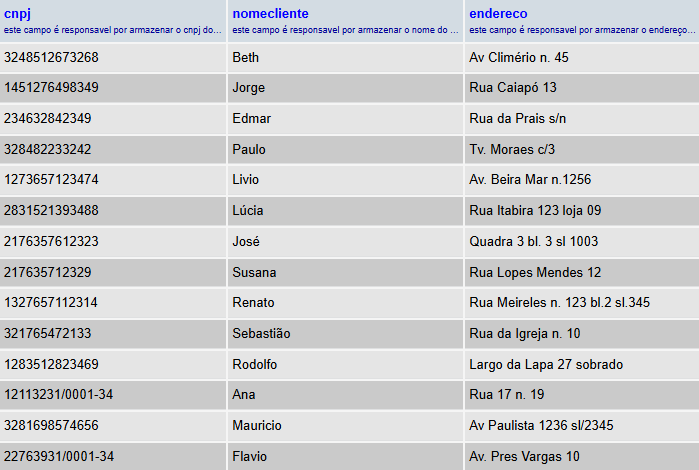 cnpj nomecliente endereco
este campo é responsavel por armazenar o cnpj do... este campo é responsavel por armazenar o nome do ... este campo é responsavel por armazenar o endereço...
3248512673268 Beth Av Climério n. 45
1451276498349 Jorge Rua Caiapó 13
234632842349 Edmar Rua da Prais s/n
328482233242 Paulo Tv. Moraes c/3
1273657123474 Livio Av. Beira Mar n.1256
2831521393488 Lúcia Rua Itabira 123 loja 09
2176357612323 José Quadra 3 bl. 3 sl 1003
217635712329 Susana Rua Lopes Mendes 12
1327657112314 Renato Rua Meireles n. 123 bl.2 sl.345
321765472133 Sebastião Rua da Igreja n. 10
1283512823469 Rodolfo Largo da Lapa 27 sobrado
12113231/0001-34 Ana Rua 17 n. 19
3281698574656 Mauricio Av Paulista 1236 sl/2345
22763931/0001-34 Flavio Av. Pres Vargas 10